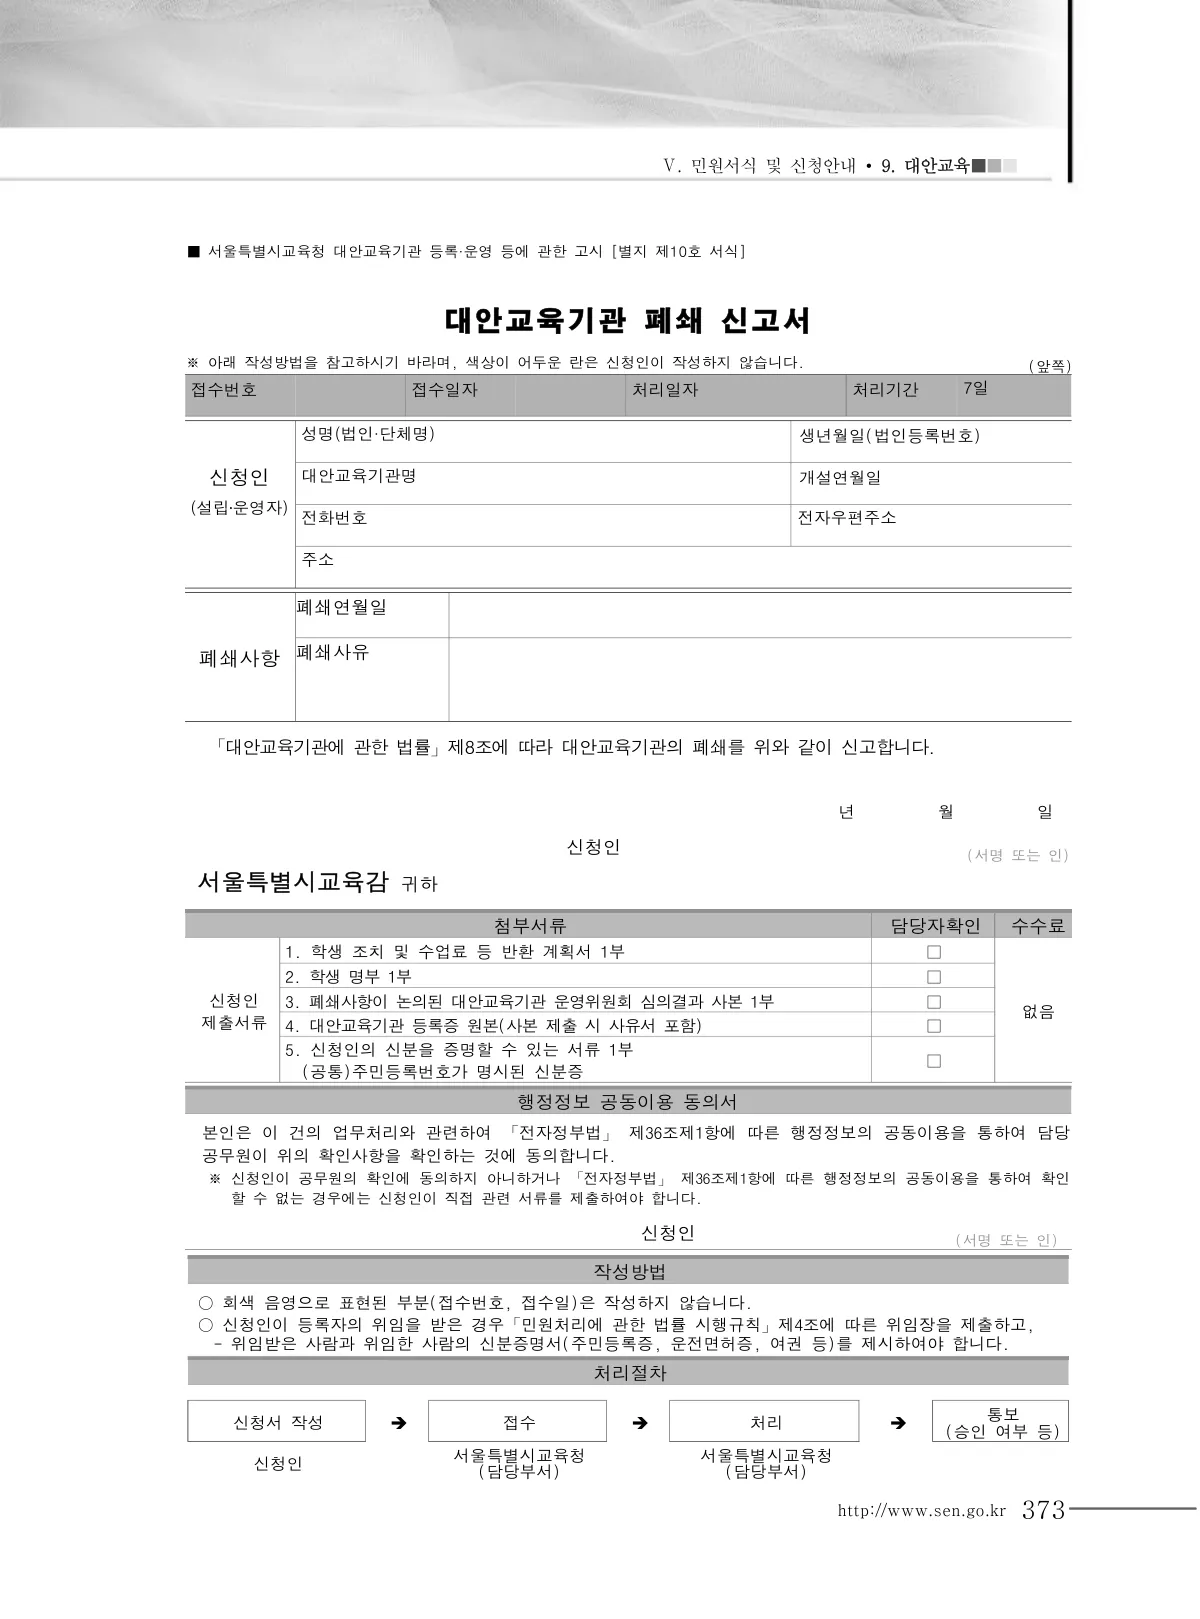 Ⅴ. 민원서식 및 신청안내 • 9. 대안교육
■ 서울특별시교육청 대안교육기관 등록·운영 등에 관한 고시 [별지 제10호 서식]
대안교육기관 폐쇄 신고서
※ 아래 작성방법을 참고하시기 바라며, 색상이 어두운 란은 신청인이 작성하지 않습니다. (앞쪽)
접수번호 접수일자 처리일자 처리기간 7일
성명(법인·단체명) 생년월일(법인등록번호)
신청인
(설립·운영자)
대안교육기관명 개설연월일
전화번호 전자우편주소
주소
폐쇄사항
폐쇄연월일
폐쇄사유
「대안교육기관에 관한 법률」제8조에 따라 대안교육기관의 폐쇄를 위와 같이 신고합니다.
년 월 일
신청인 (서명 또는 인)
서울특별시교육감 귀하
첨부서류 담당자확인 수수료
신청인
제출서류
1. 학생 조치 및 수업료 등 반환 계획서 1부 □
2. 학생 명부 1부 □
3. 폐쇄사항이 논의된 대안교육기관 운영위원회 심의결과 사본 1부 □
4. 대안교육기관 등록증 원본(사본 제출 시 사유서 포함) □
5. 신청인의 신분을 증명할 수 있는 서류 1부
(공통)주민등록번호가 명시된 신분증 □
없음
행정정보 공동이용 동의서
본인은 이 건의 업무처리와 관련하여 「전자정부법」 제36조제1항에 따른 행정정보의 공동이용을 통하여 담당
공무원이 위의 확인사항을 확인하는 것에 동의합니다.
※ 신청인이 공무원의 확인에 동의하지 아니하거나 「전자정부법」 제36조제1항에 따른 행정정보의 공동이용을 통하여 확인
할 수 없는 경우에는 신청인이 직접 관련 서류를 제출하여야 합니다.
신청인 (서명 또는 인)
작성방법
○ 회색 음영으로 표현된 부분(접수번호, 접수일)은 작성하지 않습니다.
○ 신청인이 등록자의 위임을 받은 경우「민원처리에 관한 법률 시행규칙」제4조에 따른 위임장을 제출하고,
- 위임받은 사람과 위임한 사람의 신분증명서(주민등록증, 운전면허증, 여권 등)를 제시하여야 합니다.
처리절차
신청서 작성 ➔ 접수 ➔ 처리 ➔ 통보
(승인 여부 등)
신청인 서울특별시교육청
(담당부서) 서울특별시교육청
(담당부서)
http://www.sen.go.kr 373